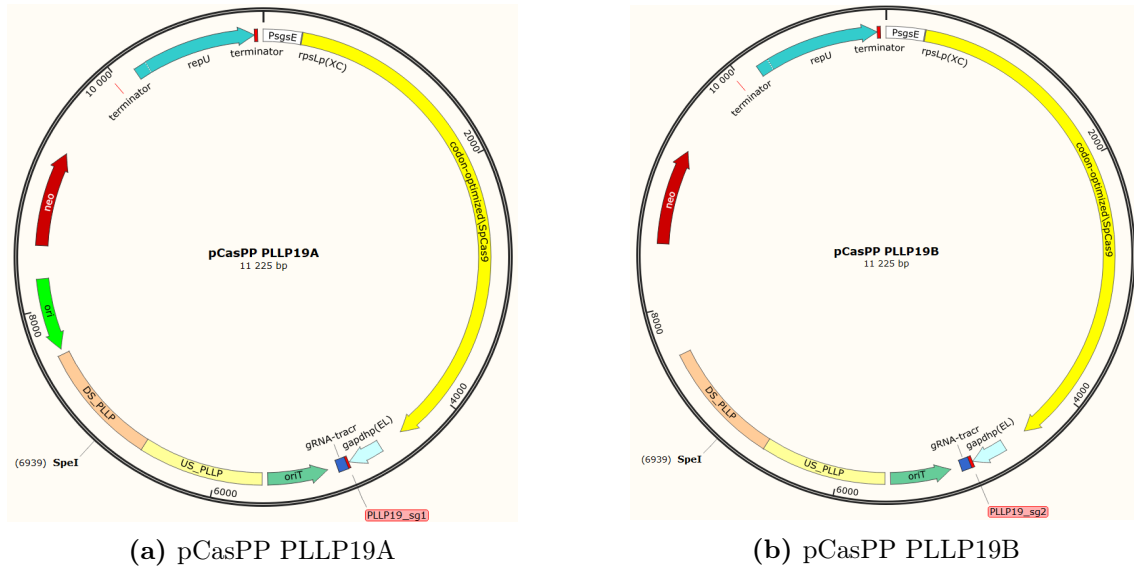 PsgsE
rpsLp(XC)
terminator
repU
terminator
10 000
2000
codon-optimized\SpCas9
neo
pCasPP PLLP19A
11 225 bp
ori
8000
4000
DS_PLLP
gapdhp(EL)
gRNA-tracr
(6939) SpeI
US_PLLP
oriT
6000
PLLP19_sg1
(a) pCasPP PLLP19A
PsgsE
rpsLp(XC)
terminator
repU
terminator
10 000
2000
codon-optimized\SpCas9
neo
pCasPP PLLP19B
11 225 bp
8000
4000
DS_PLLP
gapdhp(EL)
gRNA-tracr
(6939) SpeI
US_PLLP
oriT
6000
PLLP19_sg2
(b) pCasPP PLLP19B